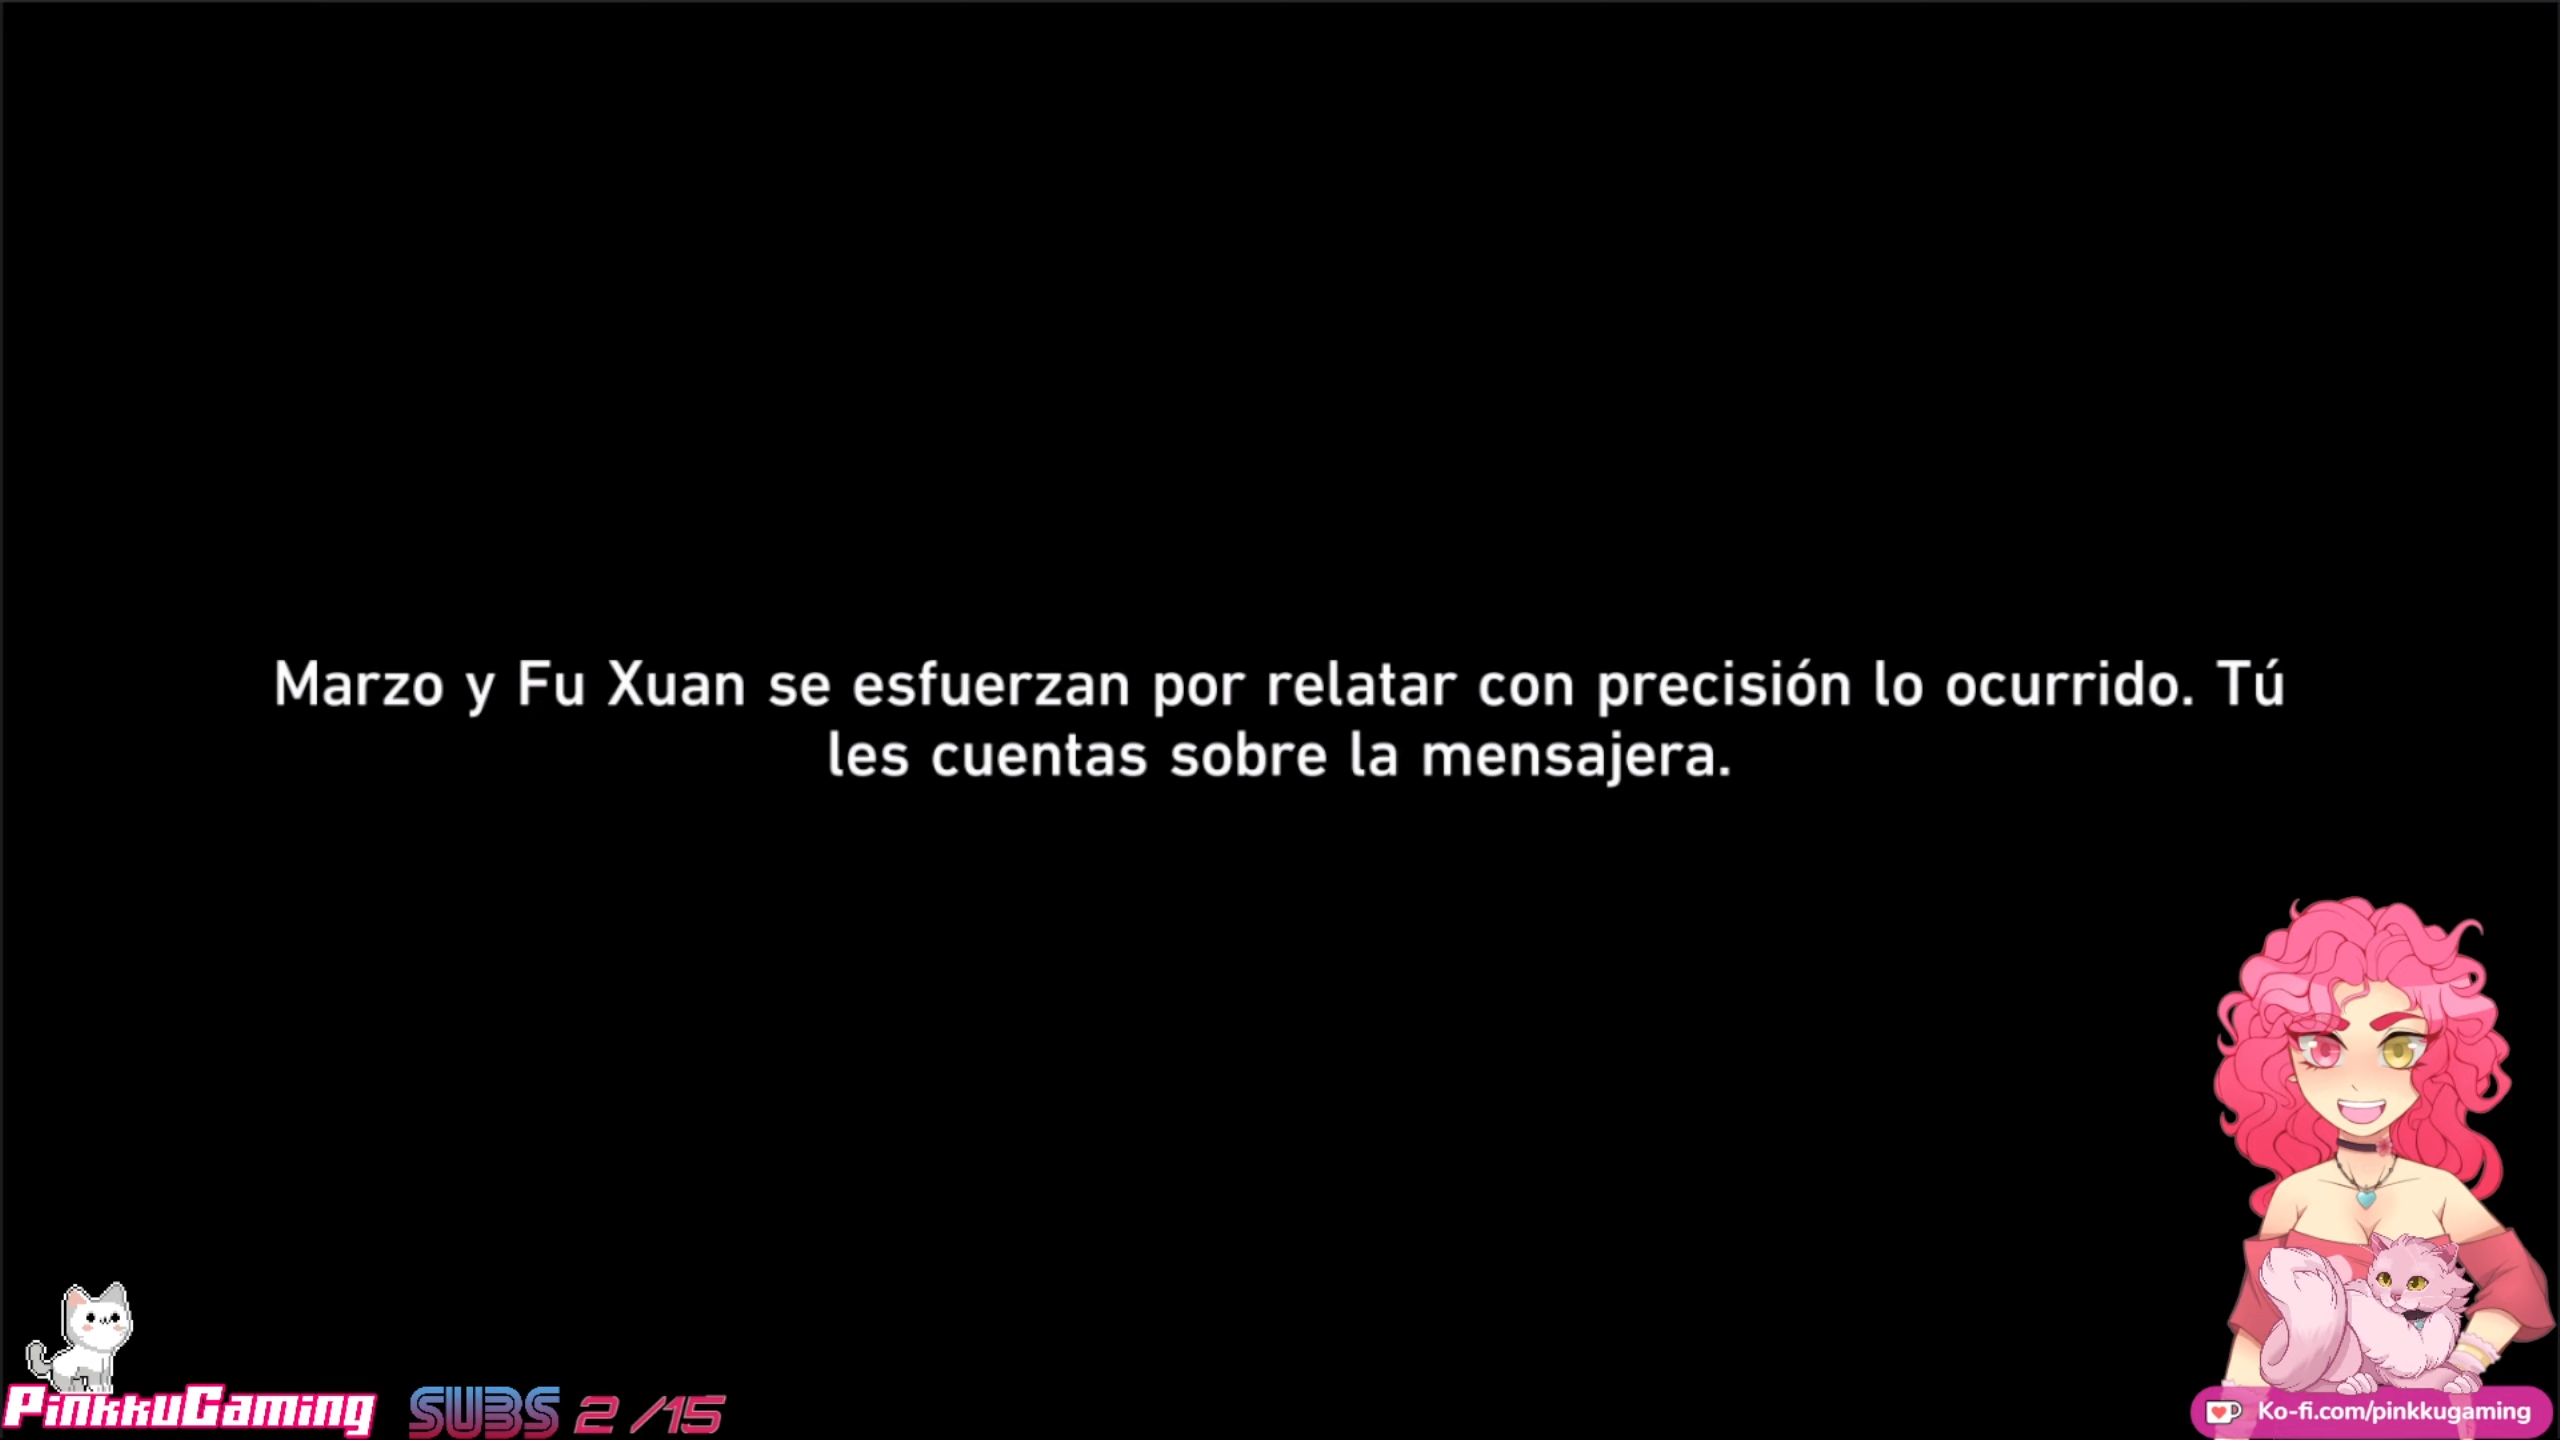 Marzo y Fu Xuan se esfuerzan por relatar con precisión lo ocurrido. Tú
les cuentas sobre la mensajera.
PinkkuGaming
SUBS 2 /15
Ko-fi.com/pinkkugaming